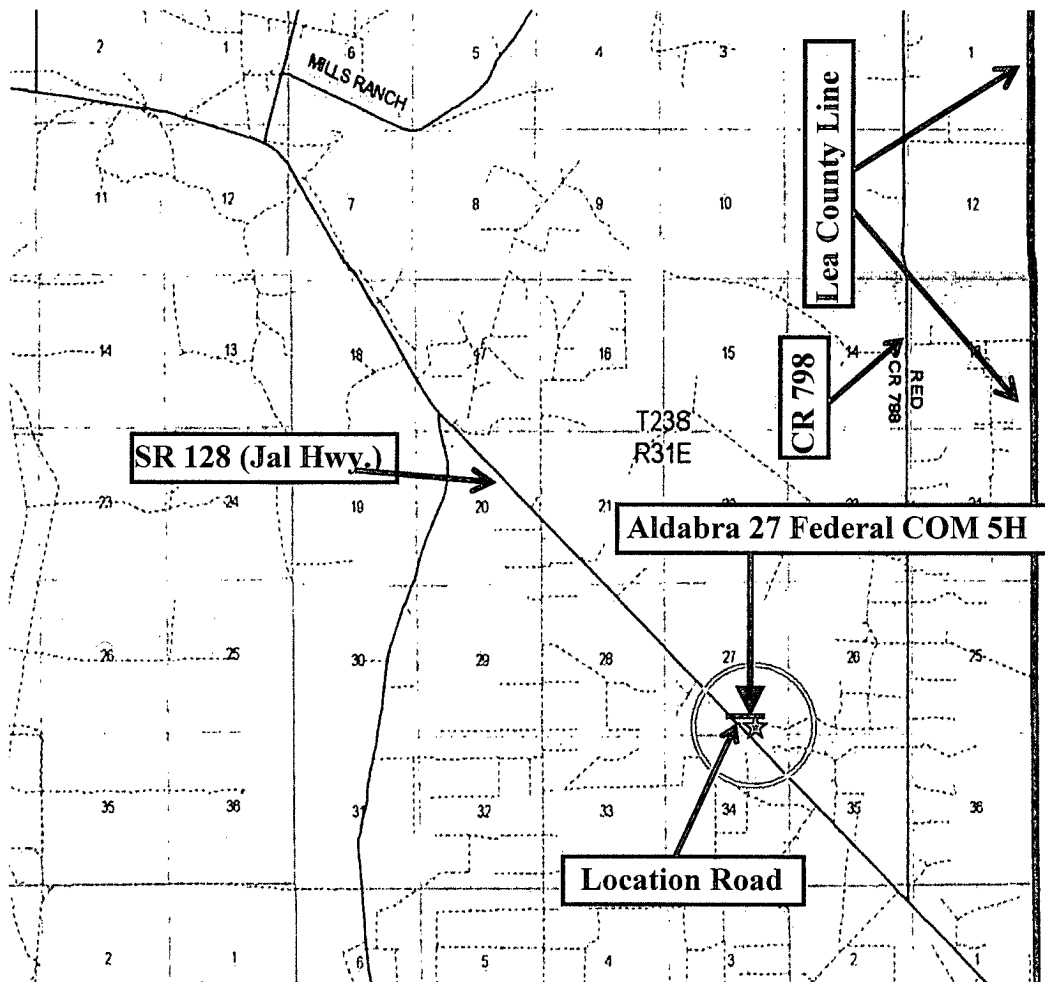 2 1 6 5 4 3 1
MILLS RANCH
Lea County Line
11 12 7 8 9 10 12
14 13 18 17 16 15 14
CR 798
RED
CR 788
T23S
R31E
SR 128 (Jal Hwy.)
23 24 19 20 21 24
Aldabra 27 Federal COM 5H
26 25 30 29 28 27 26 25
35 36 31 32 33 34 35 36
Location Road
2 1 6 5 4 3 2 1